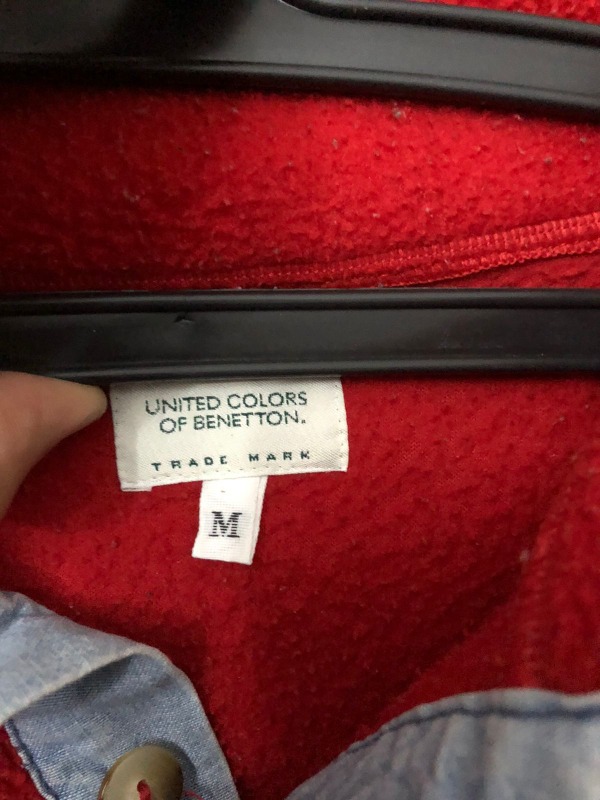 UNITED COLORS
OF BENETTON.
TRADE MARK
M